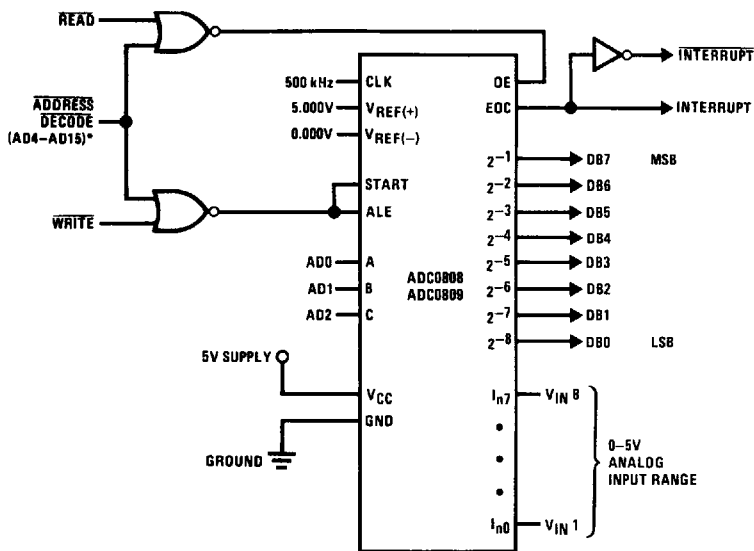 READ
ADDRESS
DECODE
(AD4–AD15)*
WRITE
500 kHz
5.000V
0.000V
CLK
VREF(+)
VREF(−)
START
ALE
AD0
AD1
AD2
A
B
C
5V SUPPLY
VCC
GND
GROUND
ADC0808
ADC0809
OE
EOC
INTERRUPT
INTERRUPT
2−1 DB7 MSB
2−2 DB6
2−3 DB5
2−4 DB4
2−5 DB3
2−6 DB2
2−7 DB1
2−8 DB0 LSB
In7 VIN 8
In0 VIN 1
0–5V
ANALOG
INPUT RANGE